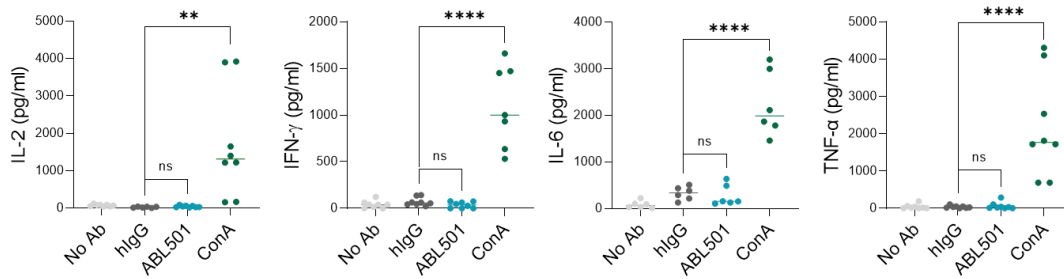 **
5000
4000
3000
2000
1000
0
IL-2 (pg/ml)
ns
No Ab
hIgG
ABL501
ConA
****
2000
1500
1000
500
0
IFN-γ (pg/ml)
ns
No Ab
hIgG
ABL501
ConA
****
4000
3000
2000
1000
0
IL-6 (pg/ml)
ns
No Ab
hIgG
ABL501
ConA
****
5000
4000
3000
2000
1000
0
TNF-α (pg/ml)
ns
No Ab
hIgG
ABL501
ConA